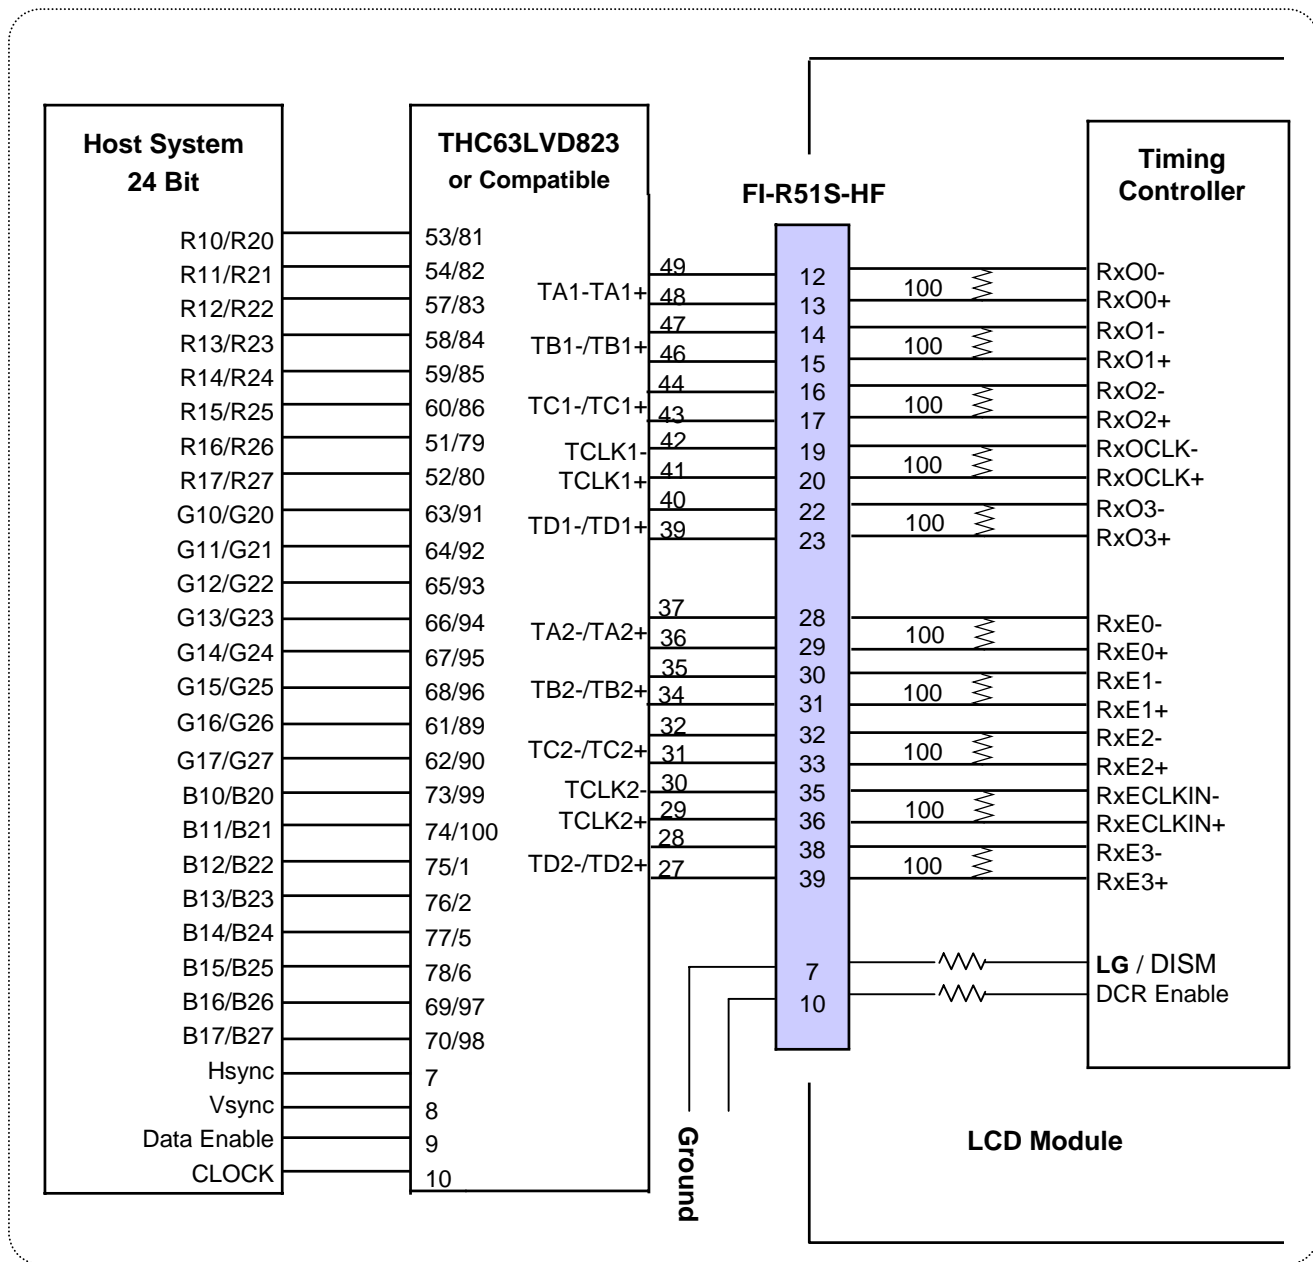 Host System
24 Bit
R10/R20
R11/R21
R12/R22
R13/R23
R14/R24
R15/R25
R16/R26
R17/R27
G10/G20
G11/G21
G12/G22
G13/G23
G14/G24
G15/G25
G16/G26
G17/G27
B10/B20
B11/B21
B12/B22
B13/B23
B14/B24
B15/B25
B16/B26
B17/B27
Hsync
Vsync
Data Enable
CLOCK
THC63LVD823
or Compatible
53/81
54/82
57/83
58/84
59/85
60/86
51/79
52/80
63/91
64/92
65/93
66/94
67/95
68/96
61/89
62/90
73/99
74/100
75/1
76/2
77/5
78/6
69/97
70/98
7
8
9
10
TA1-TA1+
TB1-/TB1+
TC1-/TC1+
TCLK1-
TCLK1+
TD1-/TD1+
TA2-/TA2+
TB2-/TB2+
TC2-/TC2+
TCLK2-
TCLK2+
TD2-/TD2+
49
48
47
46
44
43
42
41
40
39
37
36
35
34
32
31
30
29
28
27
Ground
FI-R51S-HF
12
13
14
15
16
17
19
20
22
23
28
29
30
31
32
33
35
36
38
39
7
10
100
100
100
100
100
100
100
100
100
100
Timing
Controller
RxO0-
RxO0+
RxO1-
RxO1+
RxO2-
RxO2+
RxOCLK-
RxOCLK+
RxO3-
RxO3+
RxE0-
RxE0+
RxE1-
RxE1+
RxE2-
RxE2+
RxECLKIN-
RxECLKIN+
RxE3-
RxE3+
LG / DISM
DCR Enable
LCD Module